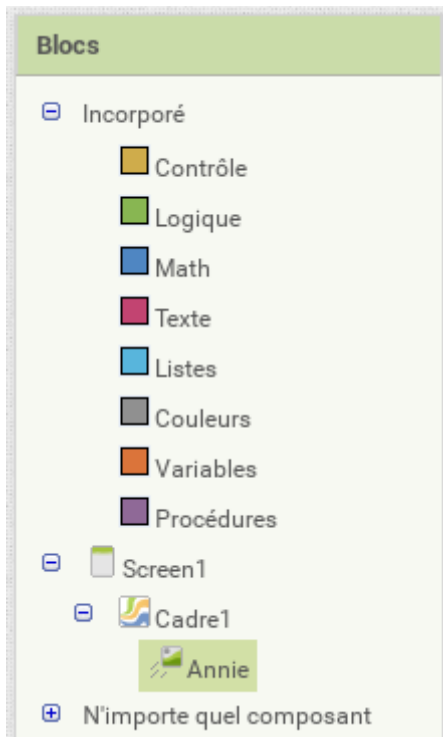 Blocs
Incorporé
Contrôle
Logique
Math
Texte
Listes
Couleurs
Variables
Procédures
Screen1
Cadre1
Annie
N'importe quel composant